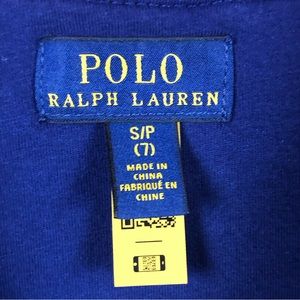 POLO
RALPH LAUREN
S/P
(7)
MADE IN
CHINA
FABRIQUÉ EN
CHINE